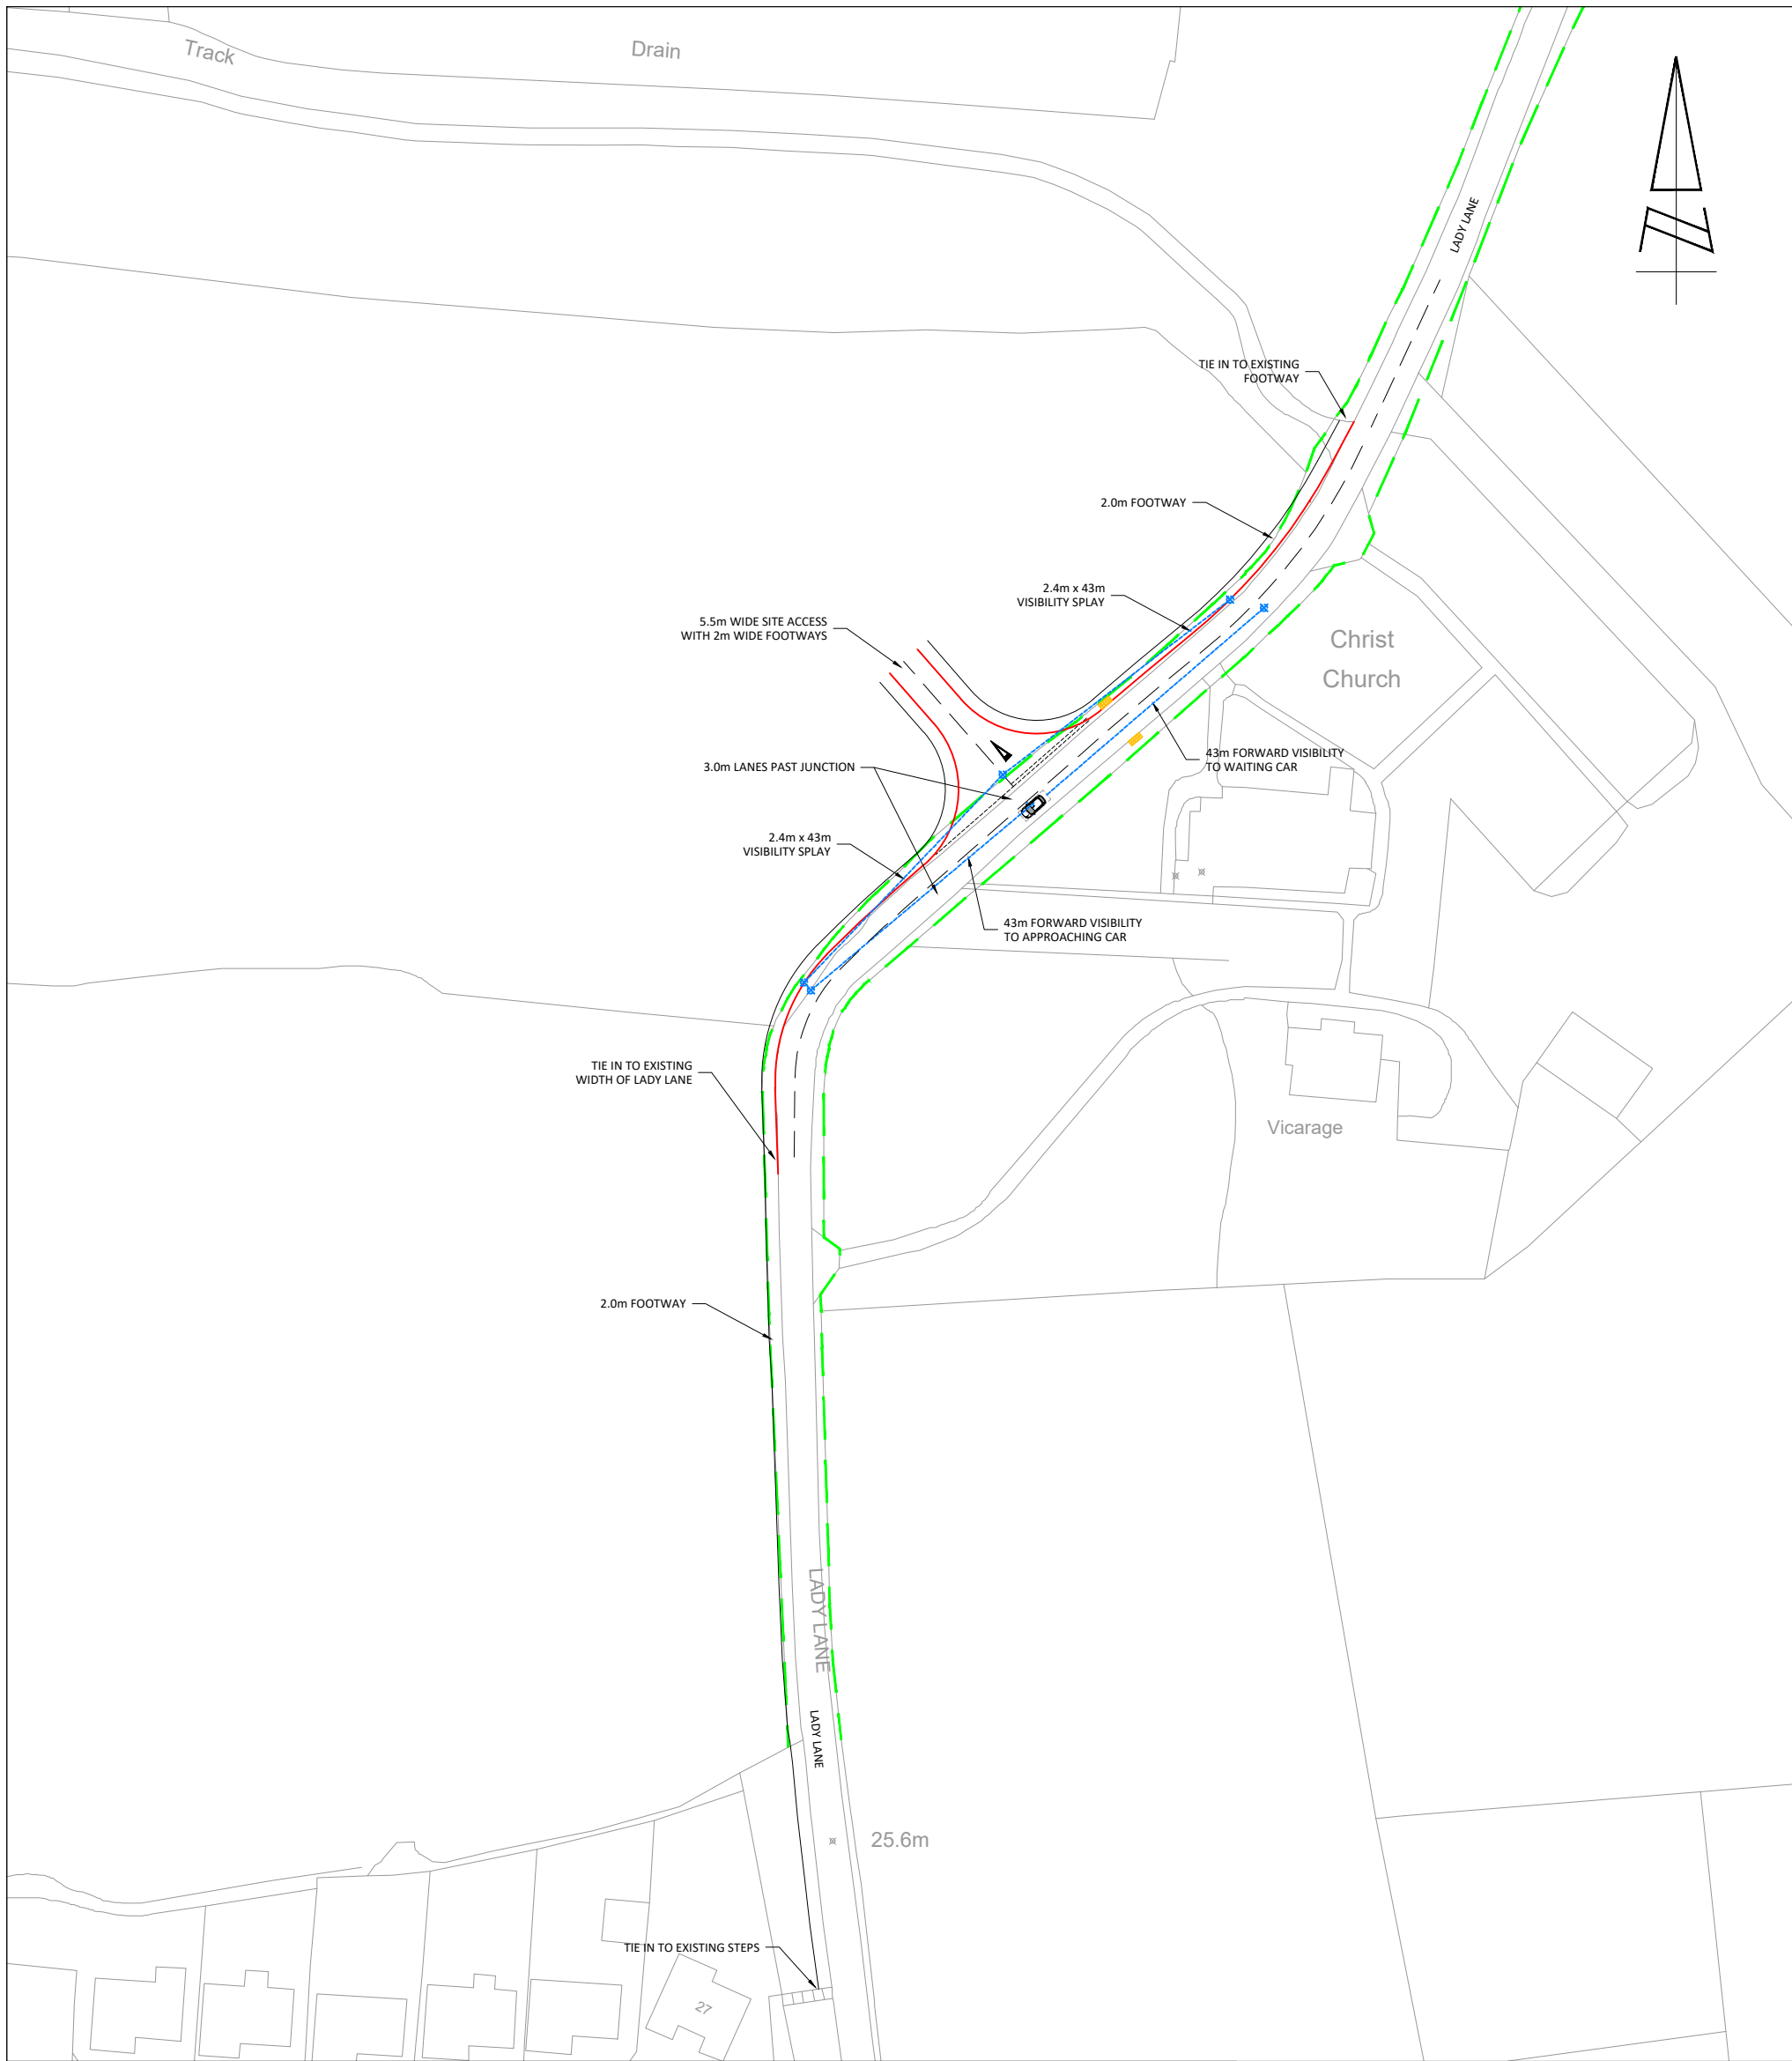 Track
Drain
N
LADY LANE
TIE IN TO EXISTING
FOOTWAY
2.0m FOOTWAY
2.4m x 43m
VISIBILITY SPLAY
5.5m WIDE SITE ACCESS
WITH 2m WIDE FOOTWAYS
Christ
Church
43m FORWARD VISIBILITY
TO WAITING CAR
3.0m LANES PAST JUNCTION
2.4m x 43m
VISIBILITY SPLAY
43m FORWARD VISIBILITY
TO APPROACHING CAR
TIE IN TO EXISTING
WIDTH OF LADY LANE
Vicarage
2.0m FOOTWAY
LADY LANE
LADY LANE
25.6m
TIE IN TO EXISTING STEPS
27